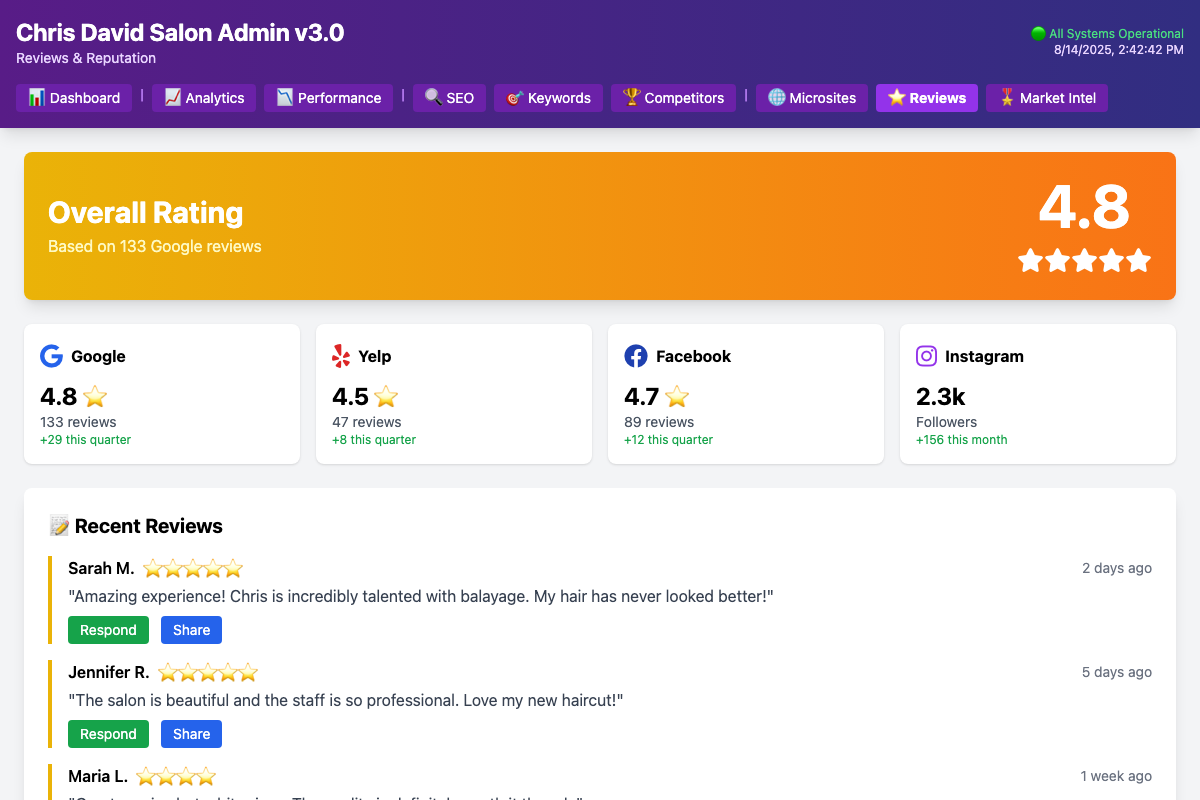 Chris David Salon Admin v3.0
Reviews & Reputation
All Systems Operational
8/14/2025, 2:42:42 PM
Dashboard | Analytics Performance | SEO Keywords Competitors | Microsites Reviews Market Intel
Overall Rating
Based on 133 Google reviews
4.8
Google
4.8
133 reviews
+29 this quarter
Yelp
4.5
47 reviews
+8 this quarter
Facebook
4.7
89 reviews
+12 this quarter
Instagram
2.3k
Followers
+156 this month
Recent Reviews
Sarah M. 2 days ago
"Amazing experience! Chris is incredibly talented with balayage. My hair has never looked better!"
Respond Share
Jennifer R. 5 days ago
"The salon is beautiful and the staff is so professional. Love my new haircut!"
Respond Share
Maria L. 1 week ago